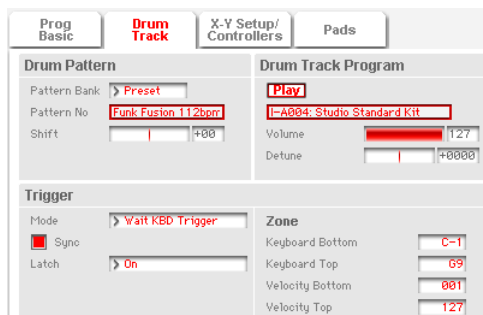 Prog Basic
Drum Track
X-Y Setup/ Controllers
Pads
Drum Pattern
Pattern Bank Preset
Pattern No Funk Fusion 112bpm
Shift +00
Drum Track Program
Play
I-A004: Studio Standard Kit
Volume 127
Detune +0000
Trigger
Mode Wait KBD Trigger
Sync
Latch On
Zone
Keyboard Bottom C-1
Keyboard Top G9
Velocity Bottom 001
Velocity Top 127